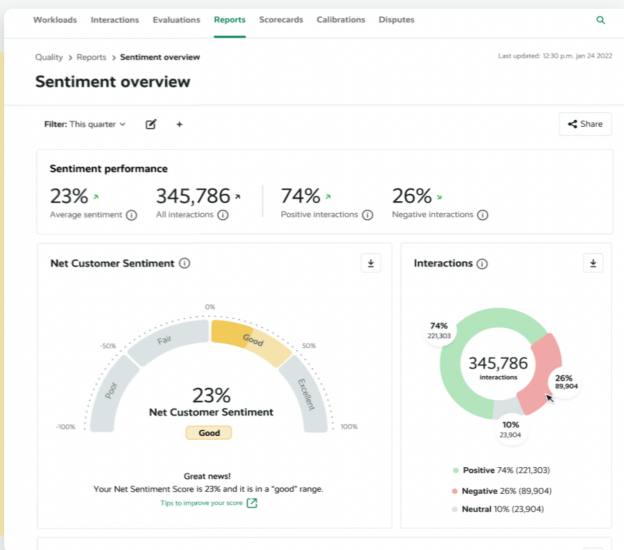 Workloads Interactions Evaluations Reports Scorecards Calibrations Disputes
Quality > Reports > Sentiment overview
Last updated: 12:30 p.m. jan 24 2022
Sentiment overview
Filter: This quarter
+
Share
Sentiment performance
23%
345,786
74%
26%
Average sentiment
All interactions
Positive interactions
Negative interactions
Net Customer Sentiment
0%
-50%
50%
-100%
100%
Poor
Fair
Good
Excellent
23%
Net Customer Sentiment
Good
Great news!
Your Net Sentiment Score is 23% and it is in a "good" range.
Tips to improve your score
Interactions
74%
221,303
345,786
interactions
26%
89,904
10%
23,904
Positive 74% (221,303)
Negative 26% (89,904)
Neutral 10% (23,904)